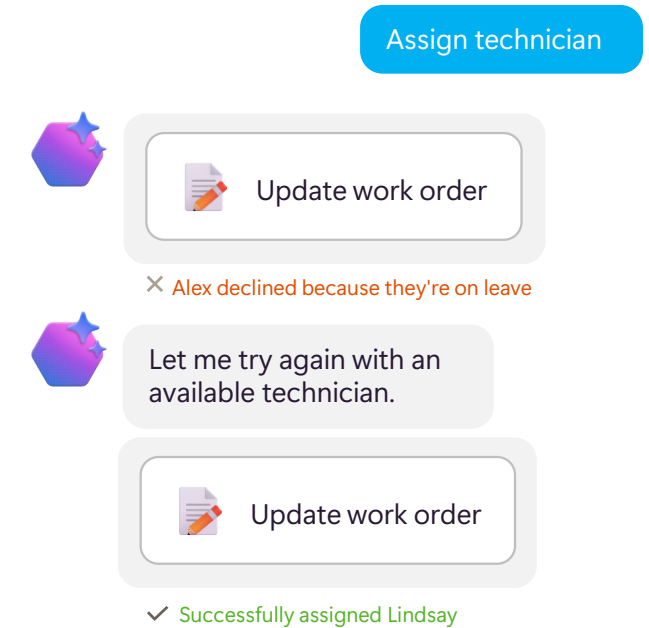 Assign technician
Update work order
Alex declined because they're on leave
Let me try again with an
available technician.
Update work order
Successfully assigned Lindsay